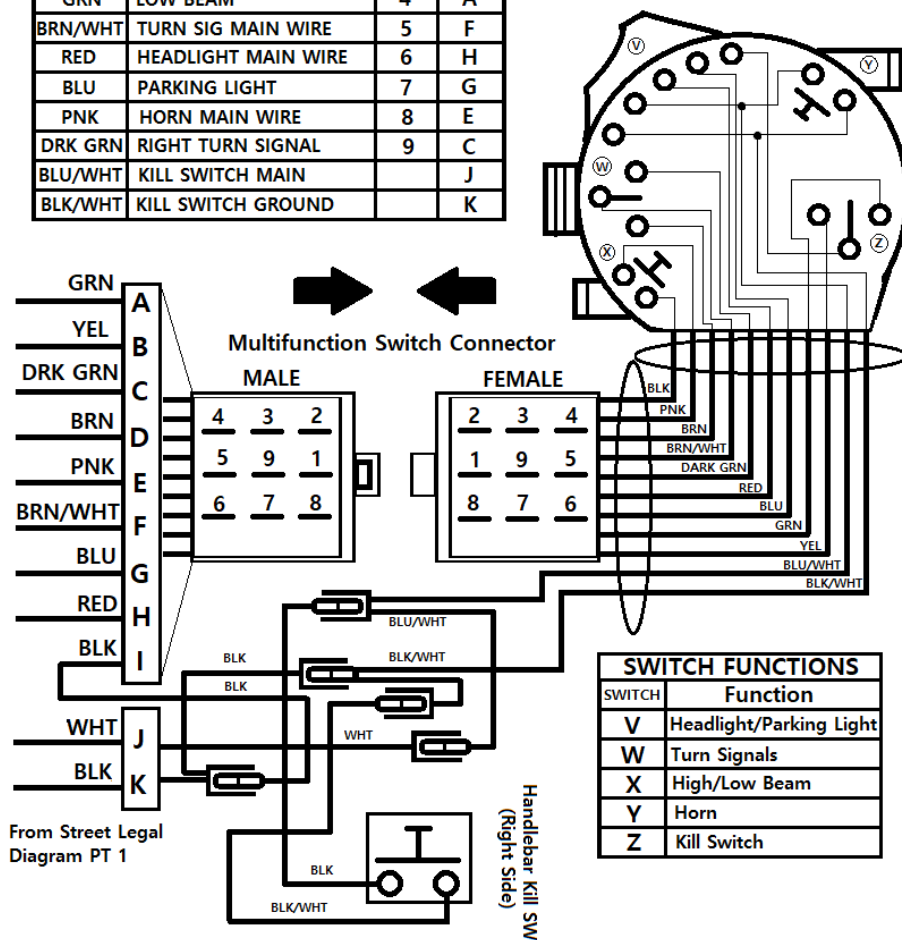 GRN LOW BEAM 4 A
BRN/WHT TURN SIG MAIN WIRE 5 F
RED HEADLIGHT MAIN WIRE 6 H
BLU PARKING LIGHT 7 G
PNK HORN MAIN WIRE 8 E
DRK GRN RIGHT TURN SIGNAL 9 C
BLU/WHT KILL SWITCH MAIN J
BLK/WHT KILL SWITCH GROUND K
V
Y
W
X
Z
GRN A
YEL B
DRK GRN C
BRN D
PNK E
BRN/WHT F
BLU G
RED H
BLK I
WHT J
BLK K
From Street Legal
Diagram PT 1
Multifunction Switch Connector
MALE
4 3 2
5 9 1
6 7 8
FEMALE
2 3 4
1 9 5
8 7 6
BLK
PNK
BRN
BRN/WHT
DARK GRN
RED
BLU
GRN
YEL
BLU/WHT
BLK/WHT
BLU/WHT
BLK
BLK/WHT
BLK
WHT
BLK
BLK/WHT
Handlebar Kill SW
(Right Side)
SWITCH FUNCTIONS
SWITCH Function
V Headlight/Parking Light
W Turn Signals
X High/Low Beam
Y Horn
Z Kill Switch